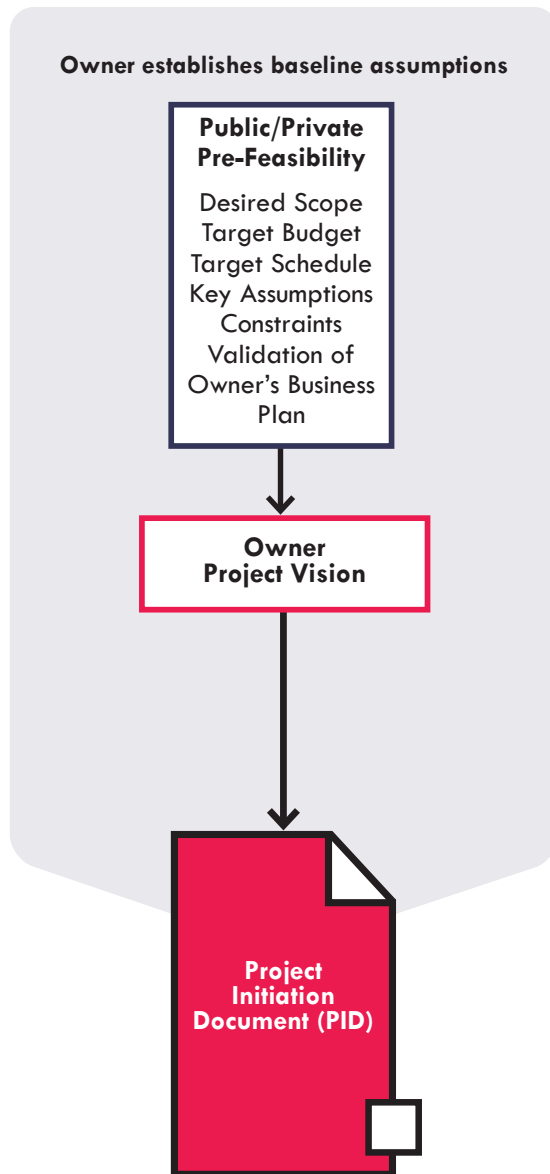 Owner establishes baseline assumptions
Public/Private
Pre-Feasibility
Desired Scope
Target Budget
Target Schedule
Key Assumptions
Constraints
Validation of
Owner’s Business
Plan
Owner
Project Vision
Project
Initiation
Document (PID)